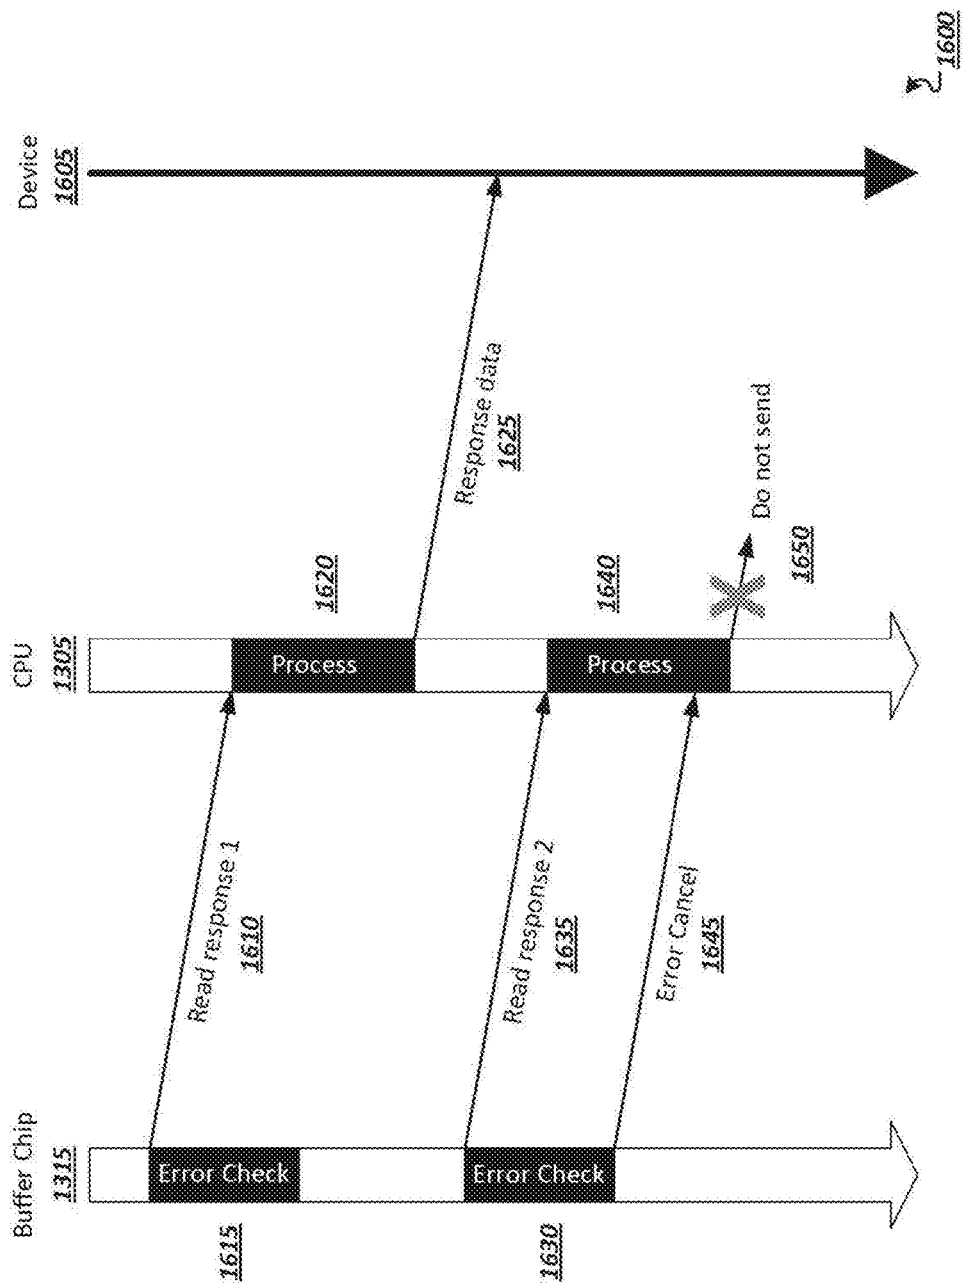 Buffer Chip
1315
CPU
1305
Device
1605
Error Check
1615
Read response 1
1610
Process
1620
Response data
1625
Error Check
1630
Read response 2
1635
Process
1640
Error Cancel
1645
Do not send
1650
1600